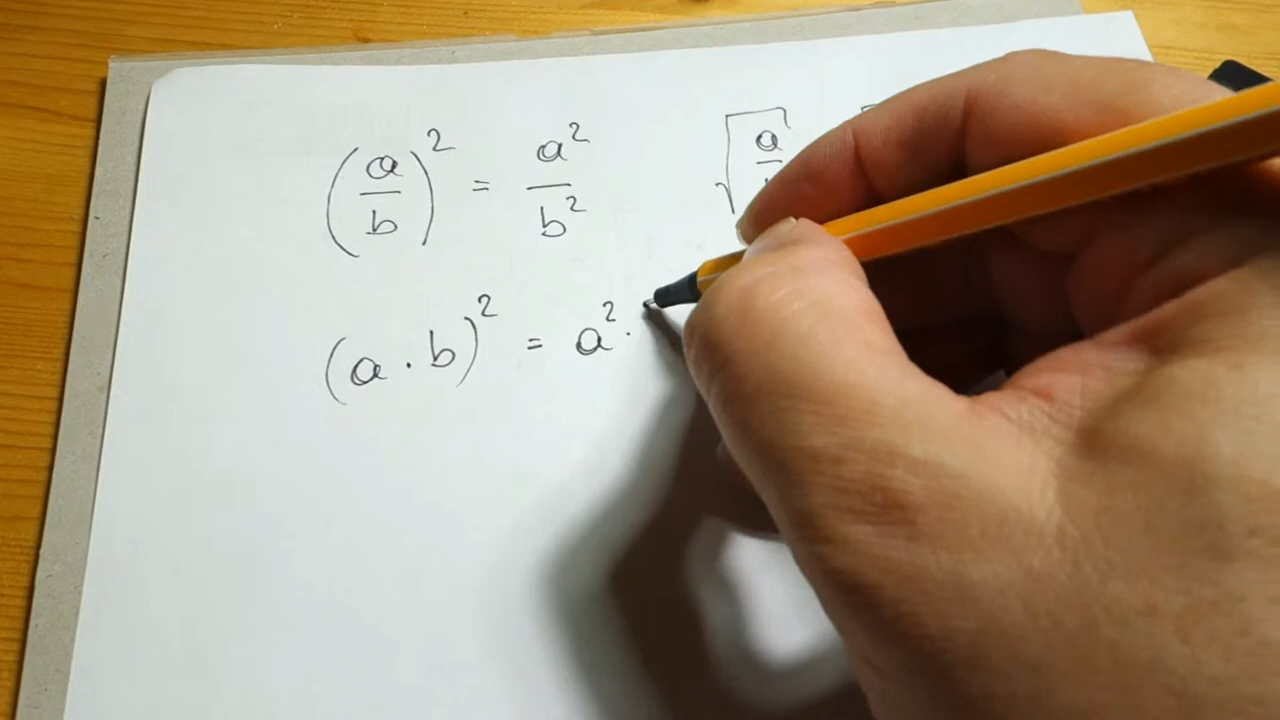 (a/b)² = a²/b² √a
(a · b)² = a² ·